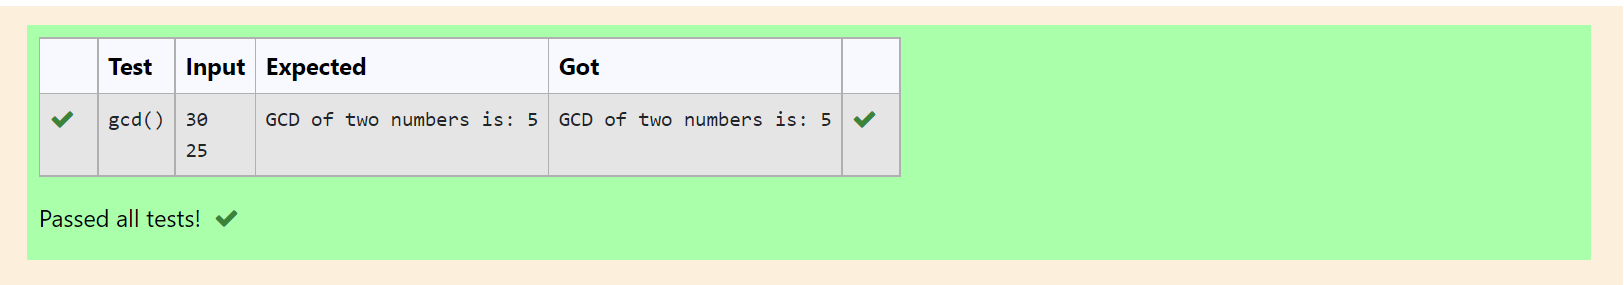 Test Input Expected Got
gcd() 30 GCD of two numbers is: 5 GCD of two numbers is: 5
25
Passed all tests!